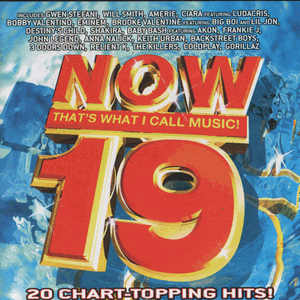 INCLUDES GWEN STEFANI, WILL SMITH, AMERIE, CIARA FEATURING LUDACRIS,
BOBBY VALENTINO, EMINEM, BROOKE VALENTINE FEATURING BIG BOI AND LIL JON,
DESTINY'S CHILD, SHAKIRA, BABY BASH FEATURING AKON, FRANKIE J,
JOHN LEGEND, ANNA NALICK, KEITH URBAN, BACKSTREET BOYS,
3 DOORS DOWN, RELIENT K, THE KILLERS, COLDPLAY, GORILLAZ
NOW
THAT'S WHAT I CALL MUSIC!
19
20 CHART-TOPPING HITS!